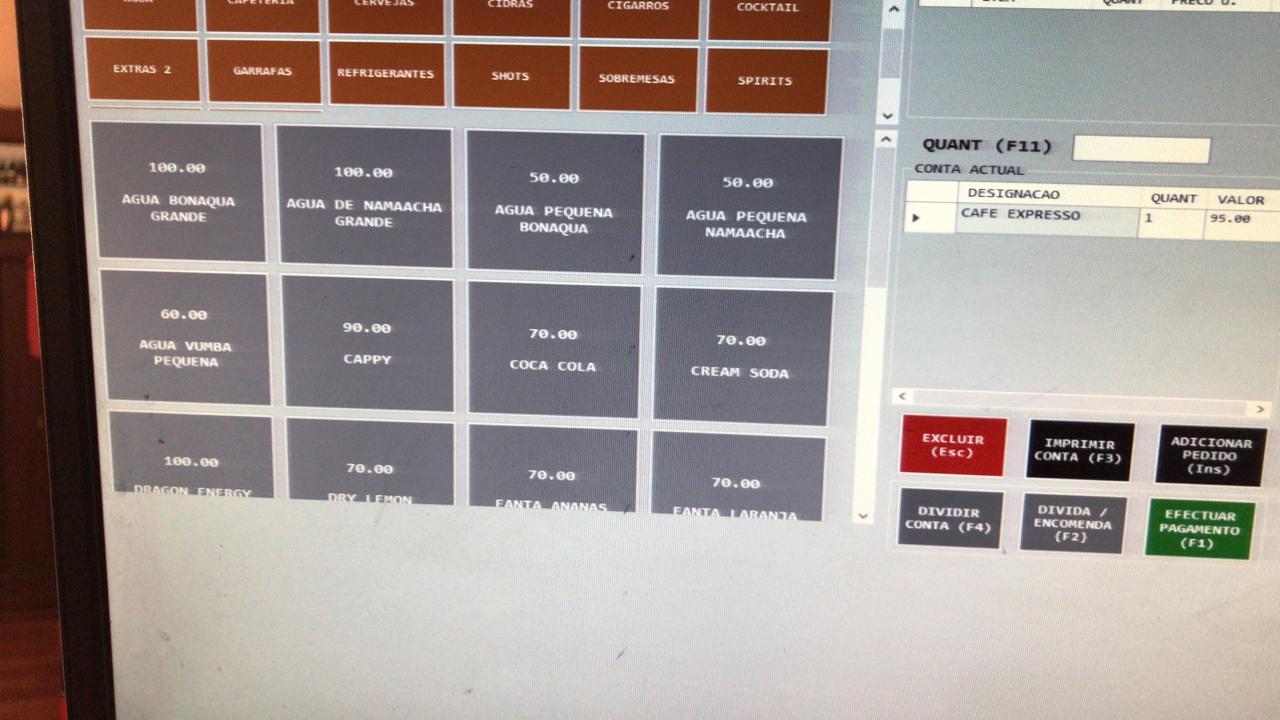 CAFETERIA
CERVEJAS
CIDRAS
CIGARROS
COCKTAIL
EXTRAS 2
GARRAFAS
REFRIGERANTES
SHOTS
SOBREMESAS
SPIRITS
100.00
AGUA BONAQUA
GRANDE
100.00
AGUA DE NAMAACHA
GRANDE
50.00
AGUA PEQUENA
BONAQUA
50.00
AGUA PEQUENA
NAMAACHA
60.00
AGUA VUMBA
PEQUENA
90.00
CAPPY
70.00
COCA COLA
70.00
CREAM SODA
100.00
DRAGON ENERGY
70.00
DRY LEMON
70.00
FANTA ANANAS
70.00
FANTA LARANJA
QUANT PRECO U.
QUANT (F11)
CONTA ACTUAL
DESIGNACAO QUANT VALOR
CAFE EXPRESSO 1 95.00
EXCLUIR
(Esc)
IMPRIMIR
CONTA (F3)
ADICIONAR
PEDIDO
(Ins)
DIVIDIR
CONTA (F4)
DIVIDA /
ENCOMENDA
{F2}
EFECTUAR
PAGAMENTO
(F1)